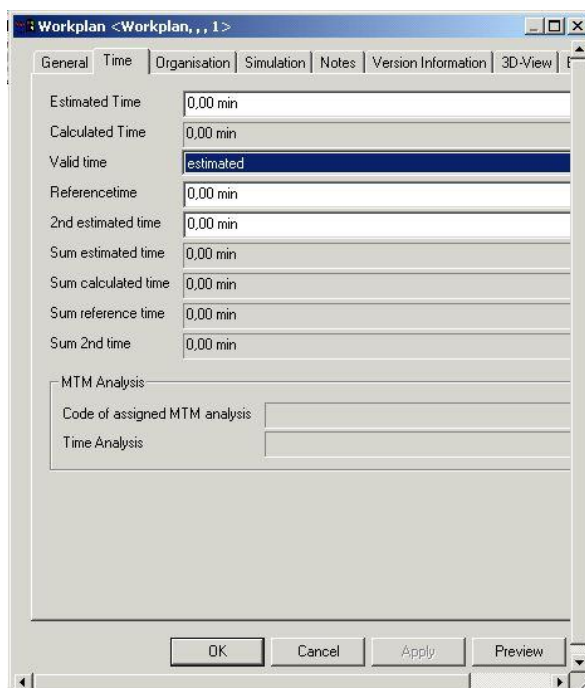 Workplan <Workplan, , , 1>
General Time Organisation Simulation Notes Version Information 3D-View
Estimated Time 0,00 min
Calculated Time 0,00 min
Valid time estimated
Referencetime 0,00 min
2nd estimated time 0,00 min
Sum estimated time 0,00 min
Sum calculated time 0,00 min
Sum reference time 0,00 min
Sum 2nd time 0,00 min
MTM Analysis
Code of assigned MTM analysis
Time Analysis
OK Cancel Apply Preview